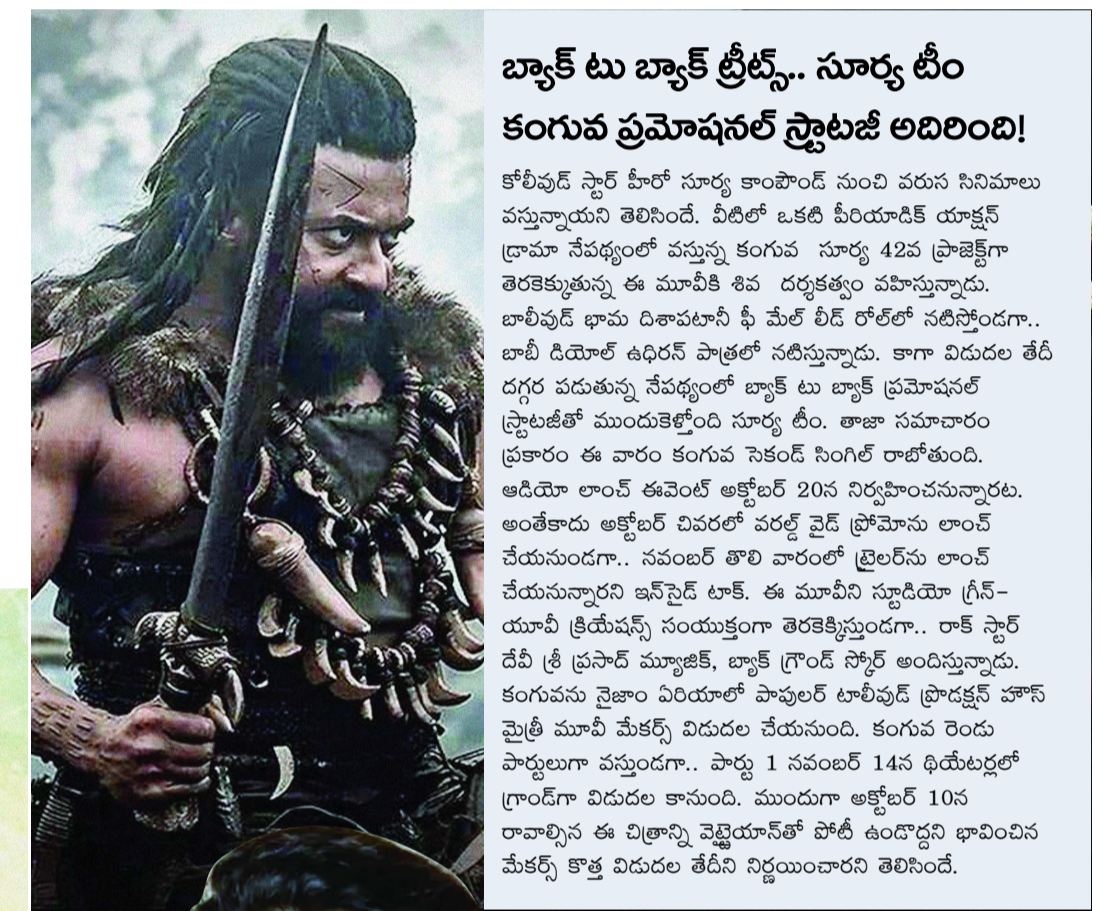 బ్యాక్ టు బ్యాక్ ట్రీట్స్.. సూర్య టీం
కంగువ ప్రమోషనల్ స్ట్రాటజీ అదిరింది!
కోలీవుడ్ స్టార్ హీరో సూర్య కాంపౌండ్ నుంచి వరుస సినిమాలు
వస్తున్నాయని తెలిసిందే. వీటిలో ఒకటి పీరియాడిక్ యాక్షన్
డ్రామా నేపథ్యంలో వస్తున్న కంగువ సూర్య 42వ ప్రాజెక్ట్‌గా
తెరకెక్కుతున్న ఈ మూవీకి శివ దర్శకత్వం వహిస్తున్నాడు.
బాలీవుడ్ భామ దిశాపటానీ ఫీ మేల్ లీడ్ రోల్‌లో నటిస్తోండగా..
బాబీ డియోల్ ఉధిరన్ పాత్రలో నటిస్తున్నాడు. కాగా విడుదల తేదీ
దగ్గర పడుతున్న నేపథ్యంలో బ్యాక్ టు బ్యాక్ ప్రమోషనల్
స్ట్రాటజీతో ముందుకెళ్తోంది సూర్య టీం. తాజా సమాచారం
ప్రకారం ఈ వారం కంగువ సెకండ్ సింగిల్ రాబోతుంది.
ఆడియో లాంచ్ ఈవెంట్ అక్టోబర్ 20న నిర్వహించనున్నారట.
అంతేకాదు అక్టోబర్ చివరలో వరల్డ్ వైడ్ ప్రోమోను లాంచ్
చేయనుండగా.. నవంబర్ తొలి వారంలో ట్రైలర్‌ను లాంచ్
చేయనున్నారని ఇన్‌సైడ్ టాక్. ఈ మూవీని స్టూడియో గ్రీన్-
యూవీ క్రియేషన్స్ సంయుక్తంగా తెరకెక్కిస్తుండగా.. రాక్ స్టార్
దేవీ శ్రీ ప్రసాద్ మ్యూజిక్, బ్యాక్ గ్రౌండ్ స్కోర్ అందిస్తున్నాడు.
కంగువను నైజాం ఏరియాలో పాపులర్ టాలీవుడ్ ప్రొడక్షన్ హౌస్
మైత్రీ మూవీ మేకర్స్ విడుదల చేయనుంది. కంగువ రెండు
పార్టులుగా వస్తుండగా.. పార్టు 1 నవంబర్ 14న థియేటర్లలో
గ్రాండ్‌గా విడుదల కానుంది. ముందుగా అక్టోబర్ 10న
రావాల్సిన ఈ చిత్రాన్ని వెట్టైయాన్‌తో పోటీ ఉండొద్దని భావించిన
మేకర్స్ కొత్త విడుదల తేదీని నిర్ణయించారని తెలిసిందే.